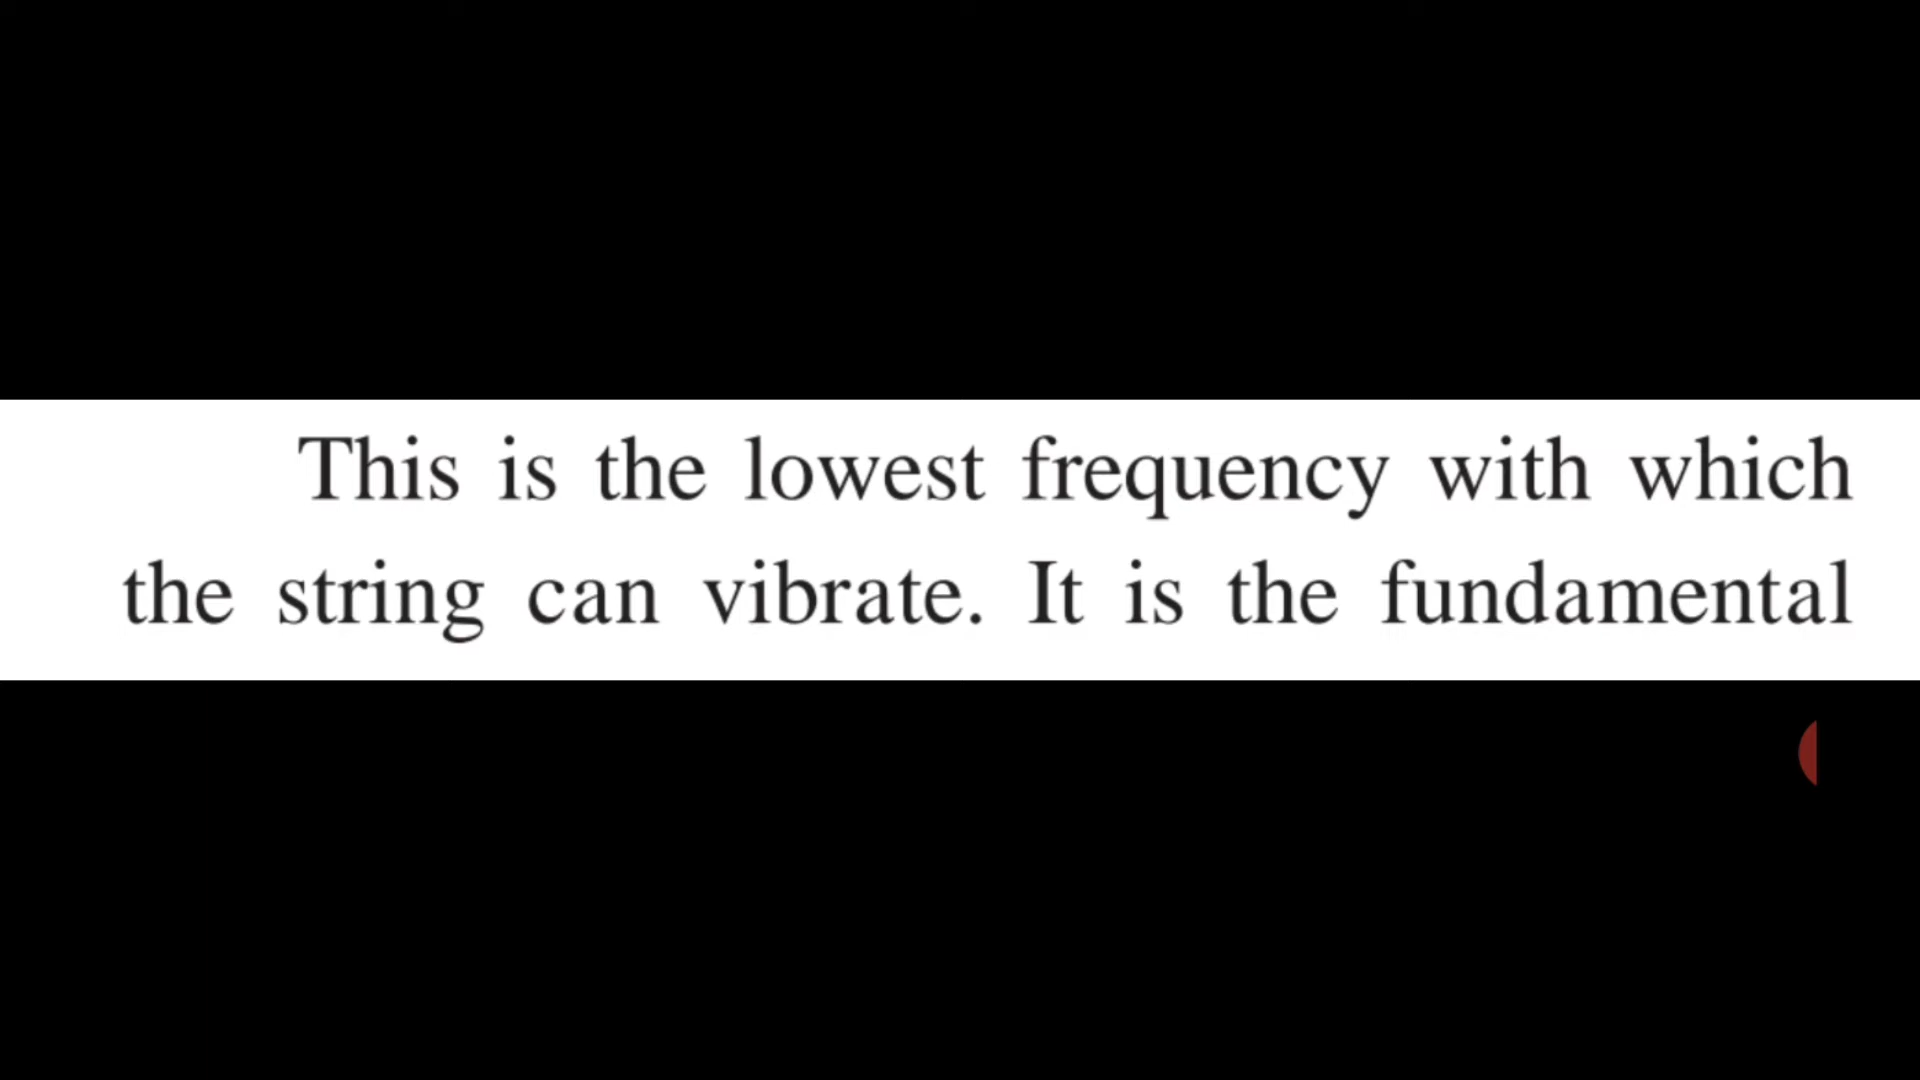 This is the lowest frequency with which
the string can vibrate. It is the fundamental